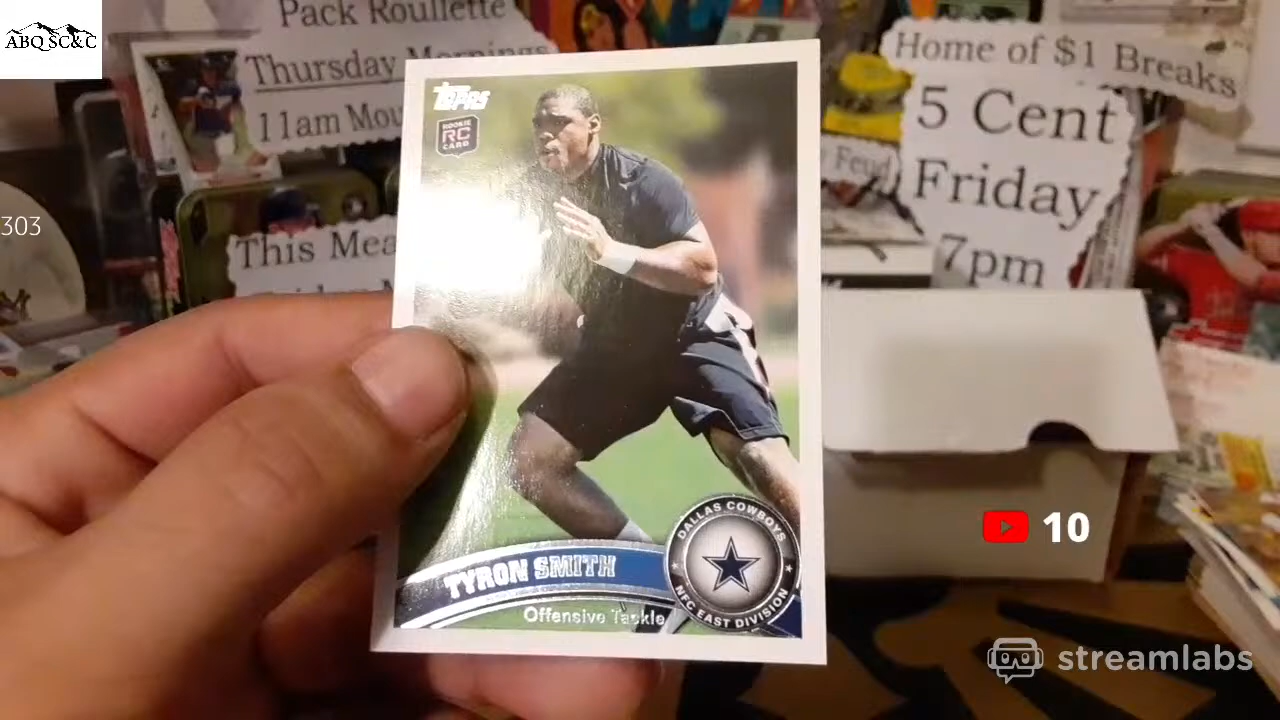 ABQ SC&C
Pack Roulette
Thursday Mornings
11am Mou
This Mea
303
TOPPS
ROOKIE
RC
CARD
TYRON SMITH
Offensive Tackle
DALLAS COWBOYS
NFC EAST DIVISION
Home of $1 Breaks
5 Cent
Friday
7pm
Feud
10
streamlabs